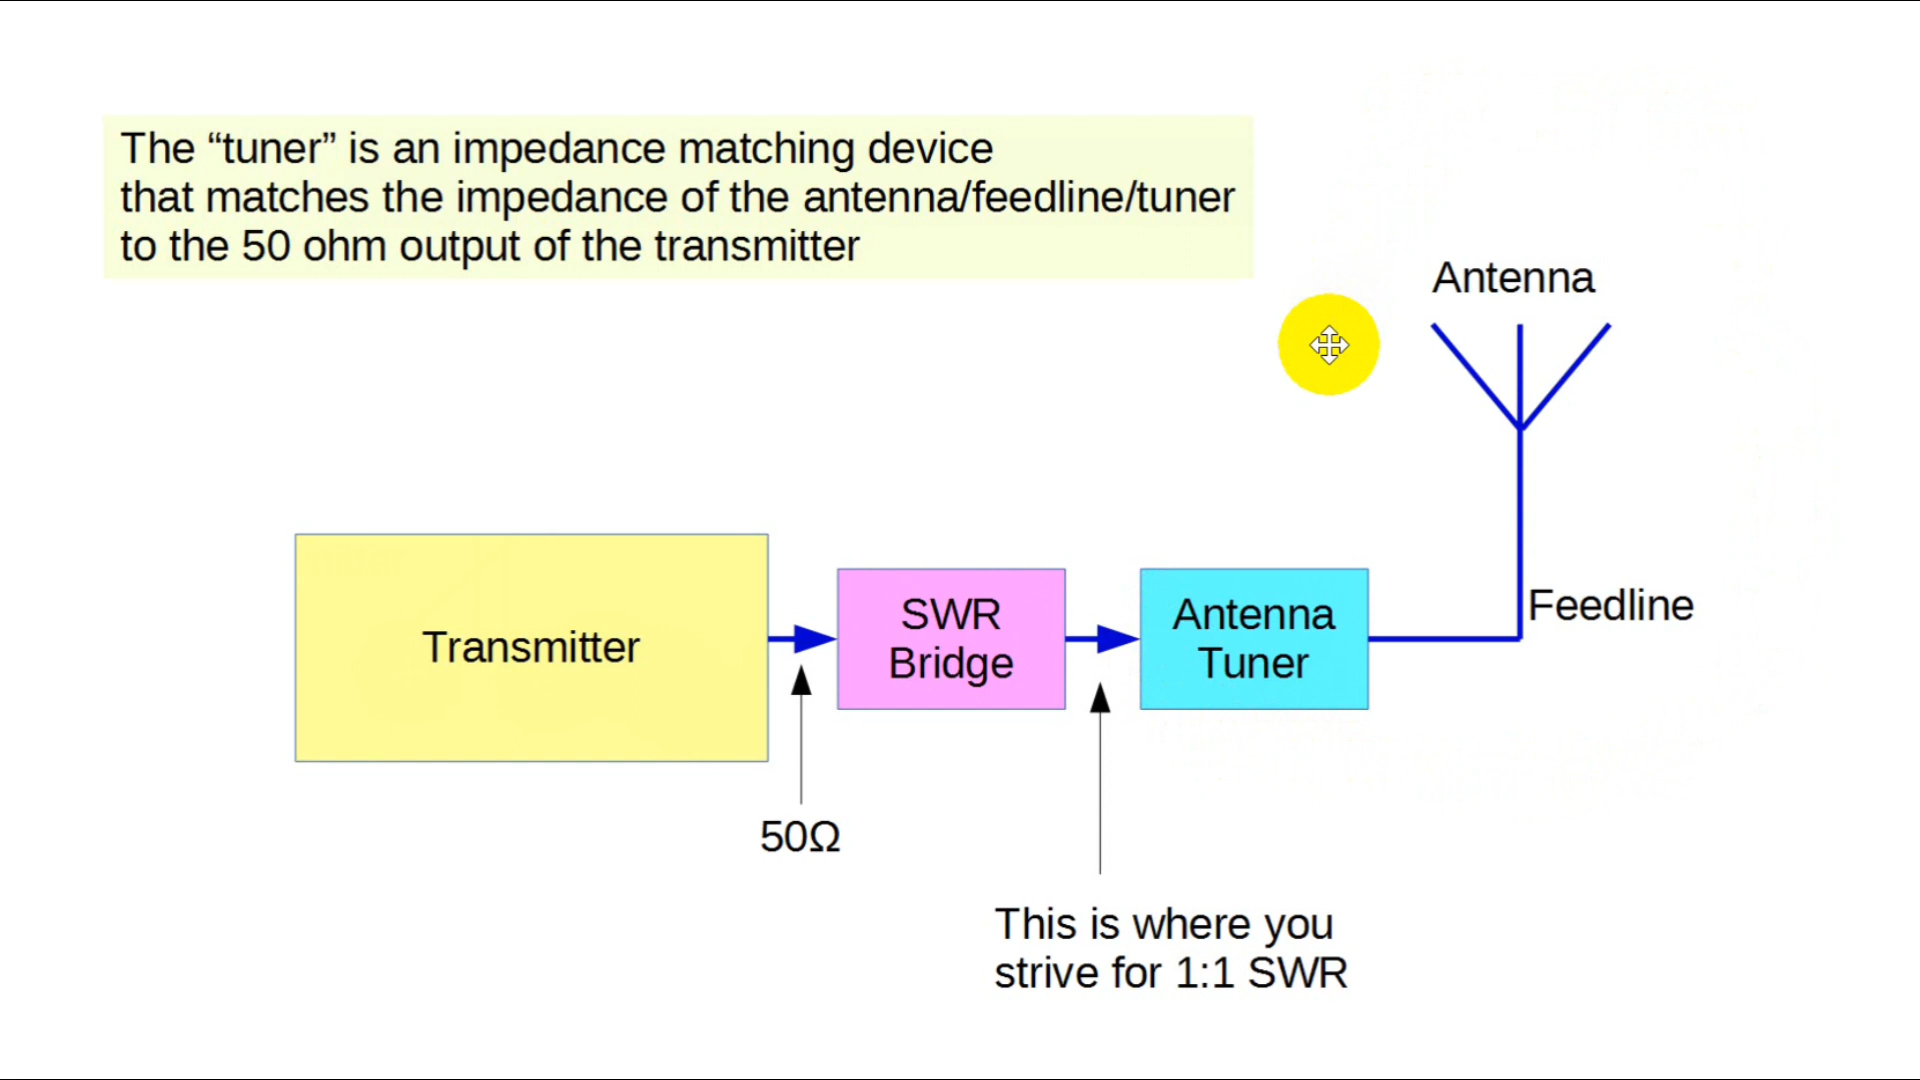 The “tuner” is an impedance matching device
that matches the impedance of the antenna/feedline/tuner
to the 50 ohm output of the transmitter
Antenna
Feedline
Transmitter
SWR
Bridge
Antenna
Tuner
50Ω
This is where you
strive for 1:1 SWR